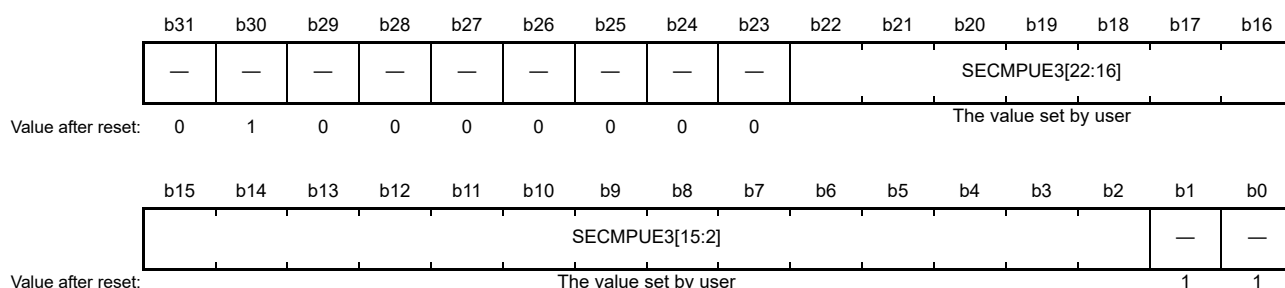 b31 b30 b29 b28 b27 b26 b25 b24 b23 b22 b21 b20 b19 b18 b17 b16
— — — — — — — — — SECMPUE3[22:16]
Value after reset: 0 1 0 0 0 0 0 0 0 The value set by user
b15 b14 b13 b12 b11 b10 b9 b8 b7 b6 b5 b4 b3 b2 b1 b0
SECMPUE3[15:2] — —
Value after reset: The value set by user 1 1